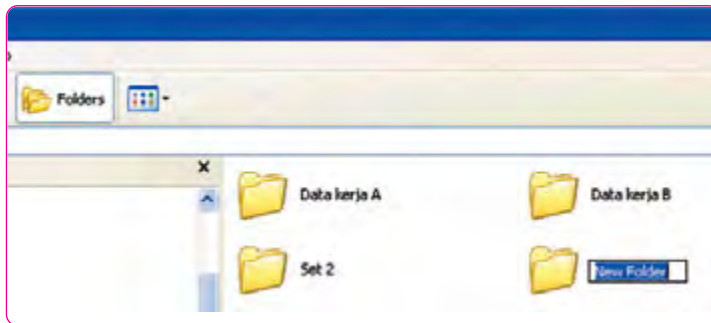 Folders
Data kerja A
Data kerja B
Set 2
New Folder